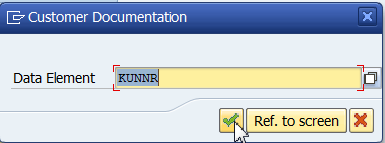 Customer Documentation
Data Element KUNNR
Ref. to screen